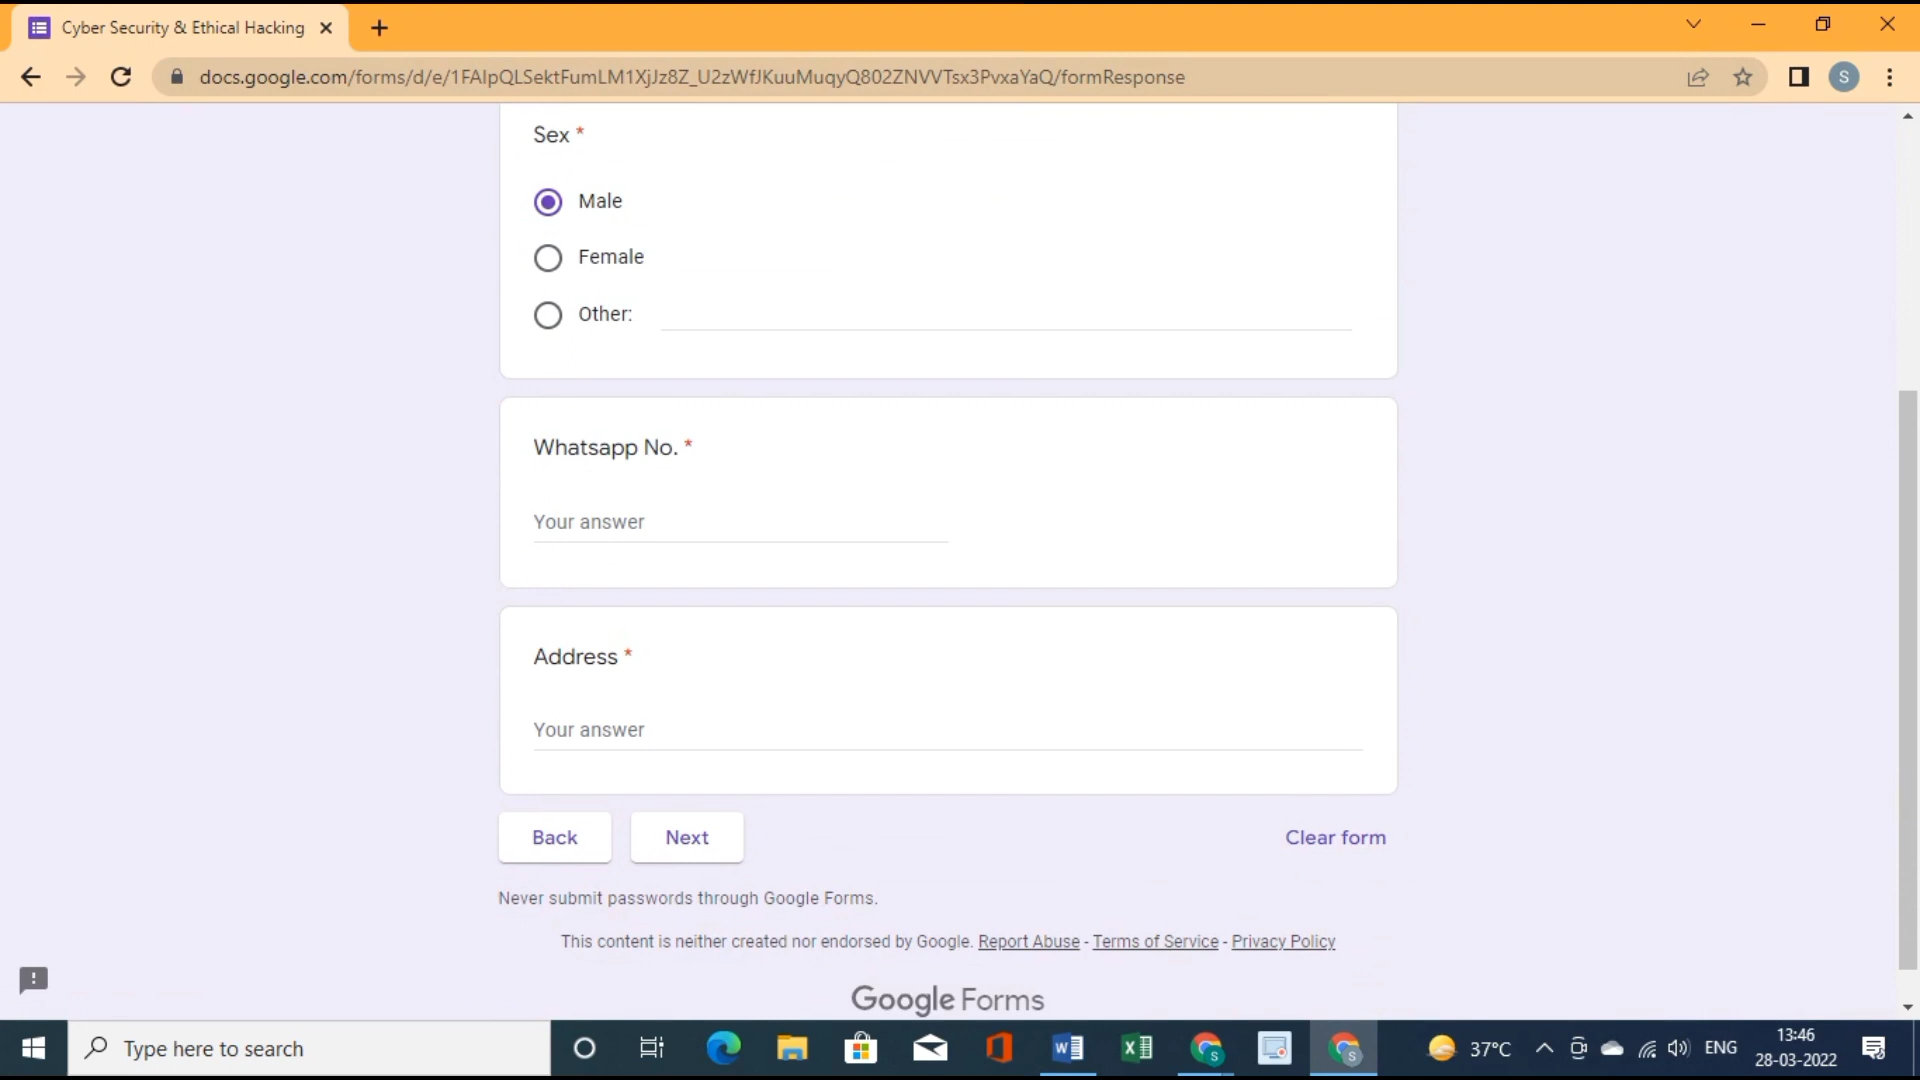 Cyber Security & Ethical Hacking
docs.google.com/forms/d/e/1FAIpQLSektFumLM1XjJz8Z_U2zWfJKuuMuqyQ802ZNVVTsx3PvxaYaQ/formResponse
S
Sex *
Male
Female
Other:
Whatsapp No. *
Your answer
Address *
Your answer
Back
Next
Clear form
Never submit passwords through Google Forms.
This content is neither created nor endorsed by Google. Report Abuse - Terms of Service - Privacy Policy
Google Forms
Type here to search
37°C
ENG
13:46
28-03-2022